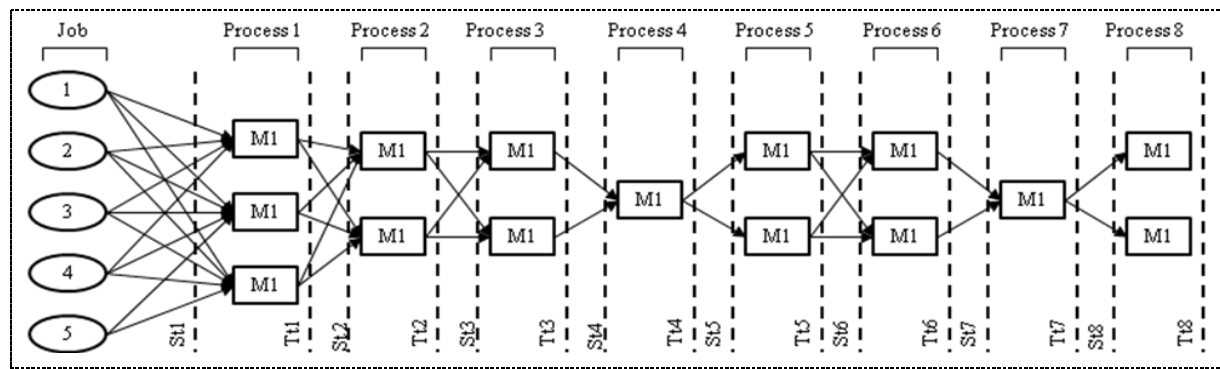 Job Process 1 Process 2 Process 3 Process 4 Process 5 Process 6 Process 7 Process 8
1
M1
2 M1 M1 M1 M1 M1
3 M1 M1 M1
M1 M1 M1 M1 M1
4
M1
5
St1 Tt1 St2 Tt2 St3 Tt3 St4 Tt4 St5 Tt5 St6 Tt6 St7 Tt7 St8 Tt8